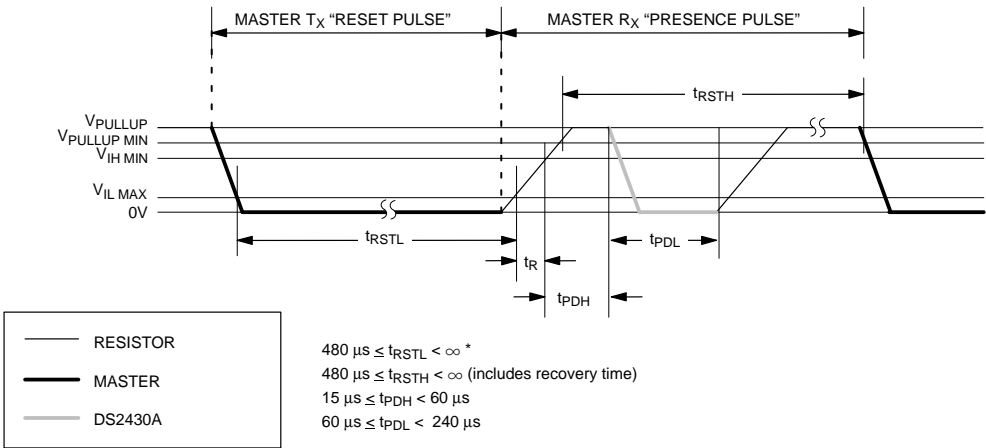 MASTER TX “RESET PULSE” MASTER RX “PRESENCE PULSE”
tRSTH
VPULLUP
VPULLUP MIN
VIH MIN
VIL MAX
0V
tRSTL
tPDL
tR
tPDH
RESISTOR
MASTER
DS2430A
480 μs ≤ tRSTL < ∞ *
480 μs ≤ tRSTH < ∞ (includes recovery time)
15 μs ≤ tPDH < 60 μs
60 μs ≤ tPDL < 240 μs